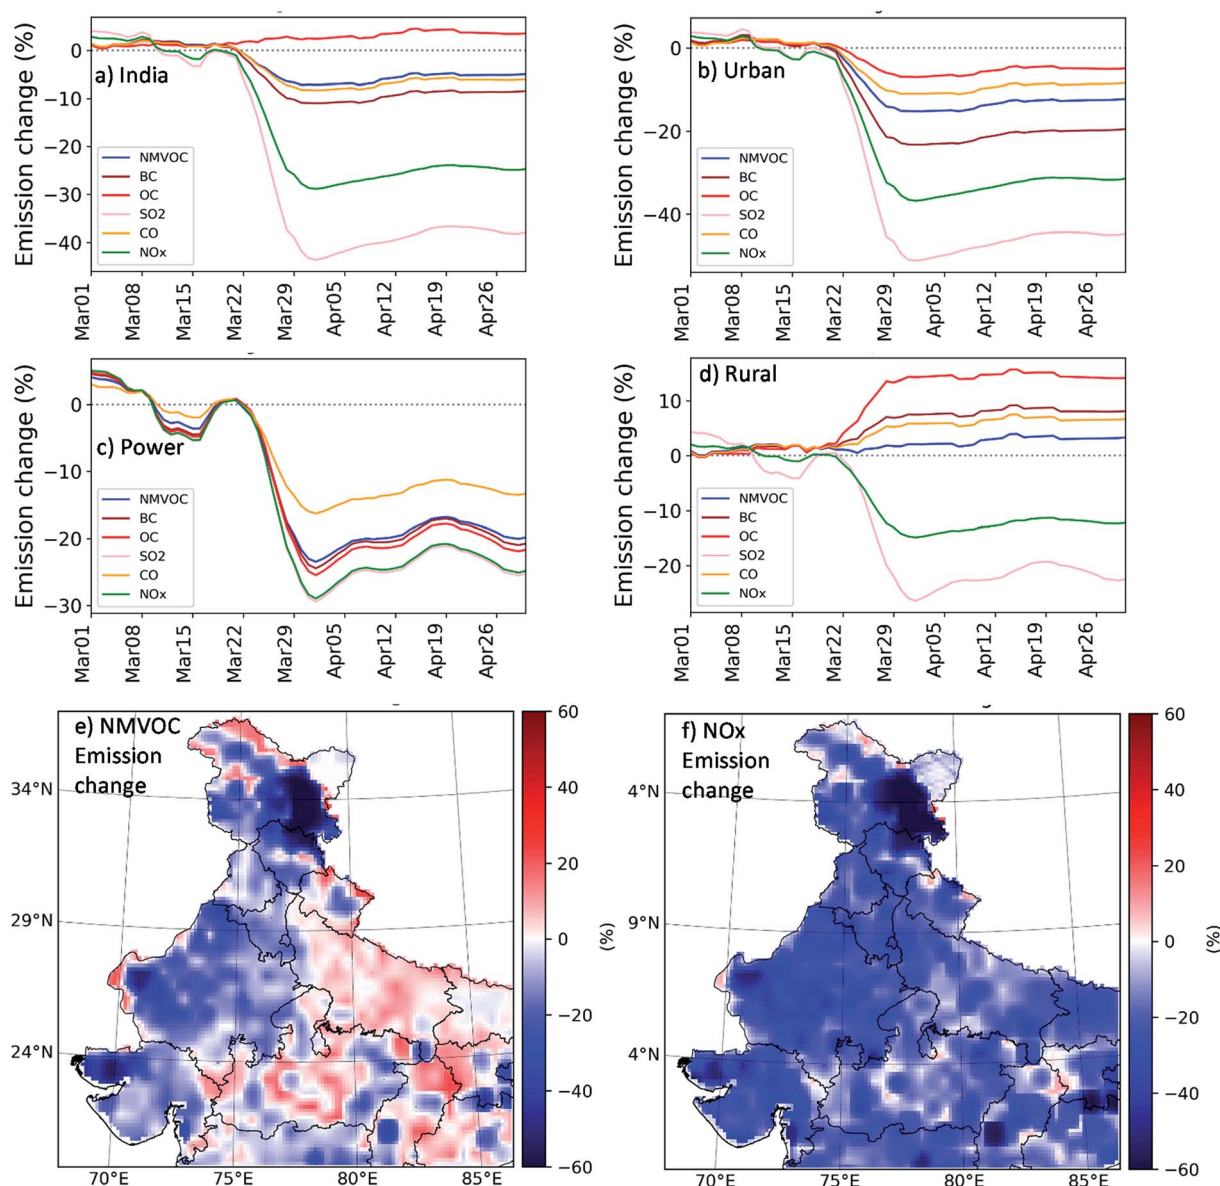 Emission change (%)
0
−10
−20
−30
−40
a) India
NMVOC
BC
OC
SO2
CO
NOx
Mar01
Mar08
Mar15
Mar22
Mar29
Apr05
Apr12
Apr19
Apr26
Emission change (%)
0
−20
−40
b) Urban
NMVOC
BC
OC
SO2
CO
NOx
Mar01
Mar08
Mar15
Mar22
Mar29
Apr05
Apr12
Apr19
Apr26
Emission change (%)
0
−10
−20
−30
c) Power
NMVOC
BC
OC
SO2
CO
NOx
Mar01
Mar08
Mar15
Mar22
Mar29
Apr05
Apr12
Apr19
Apr26
Emission change (%)
10
0
−10
−20
d) Rural
NMVOC
BC
OC
SO2
CO
NOx
Mar01
Mar08
Mar15
Mar22
Mar29
Apr05
Apr12
Apr19
Apr26
e) NMVOC
Emission
change
34°N
29°N
24°N
70°E
75°E
80°E
85°E
60
40
20
0
−20
−40
−60
(%)
f) NOx
Emission
change
4°N
9°N
4°N
70°E
75°E
80°E
85°E
60
40
20
0
−20
−40
−60
(%)